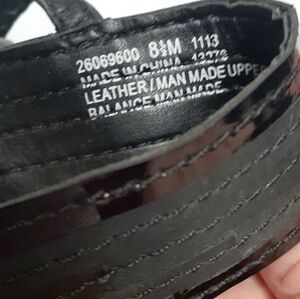 26069600 8½M 1113
MADE IN CHINA
LEATHER/MAN MADE UPPER
BALANCE MAN MADE